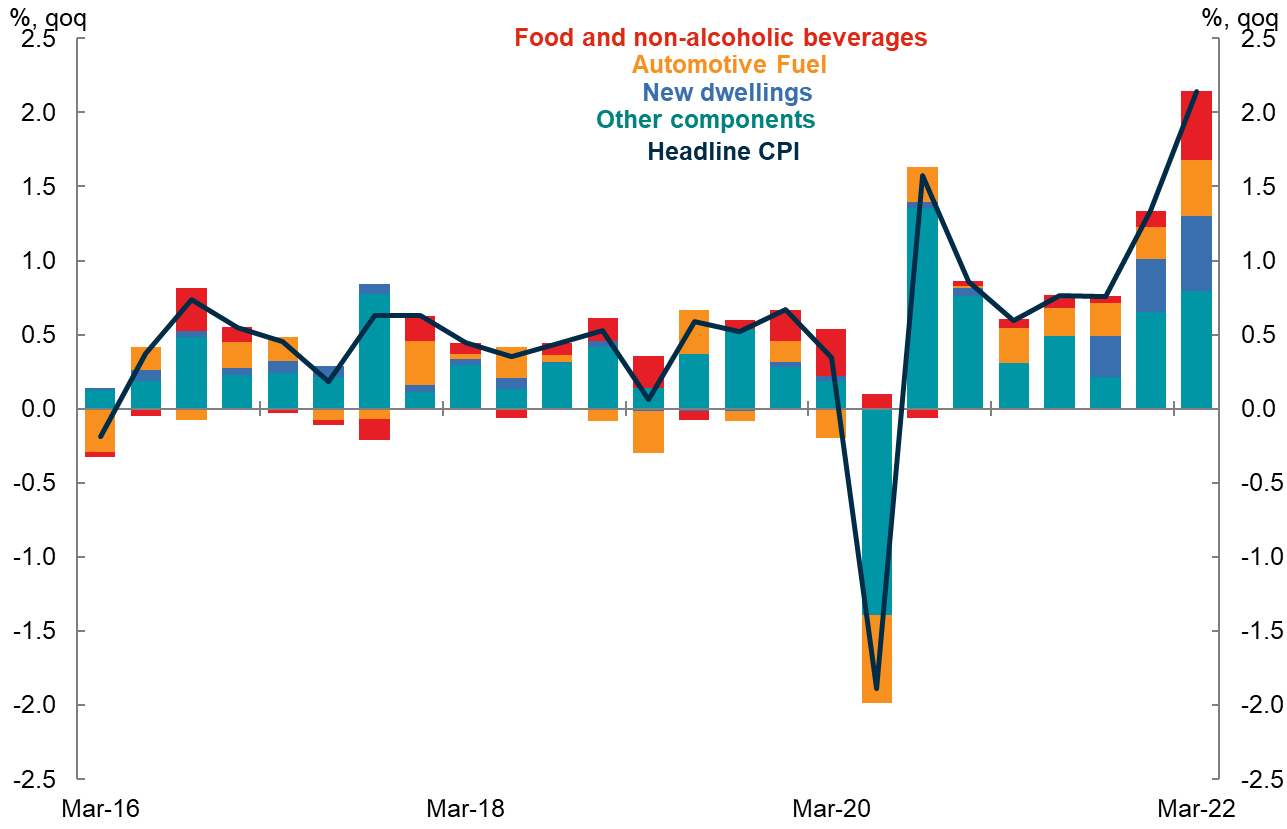 %, qoq
%, qoq
Food and non-alcoholic beverages
Automotive Fuel
New dwellings
Other components
Headline CPI
2.5
2.5
2.0
2.0
1.5
1.5
1.0
1.0
0.5
0.5
0.0
0.0
-0.5
-0.5
-1.0
-1.0
-1.5
-1.5
-2.0
-2.0
-2.5
-2.5
Mar-16
Mar-18
Mar-20
Mar-22